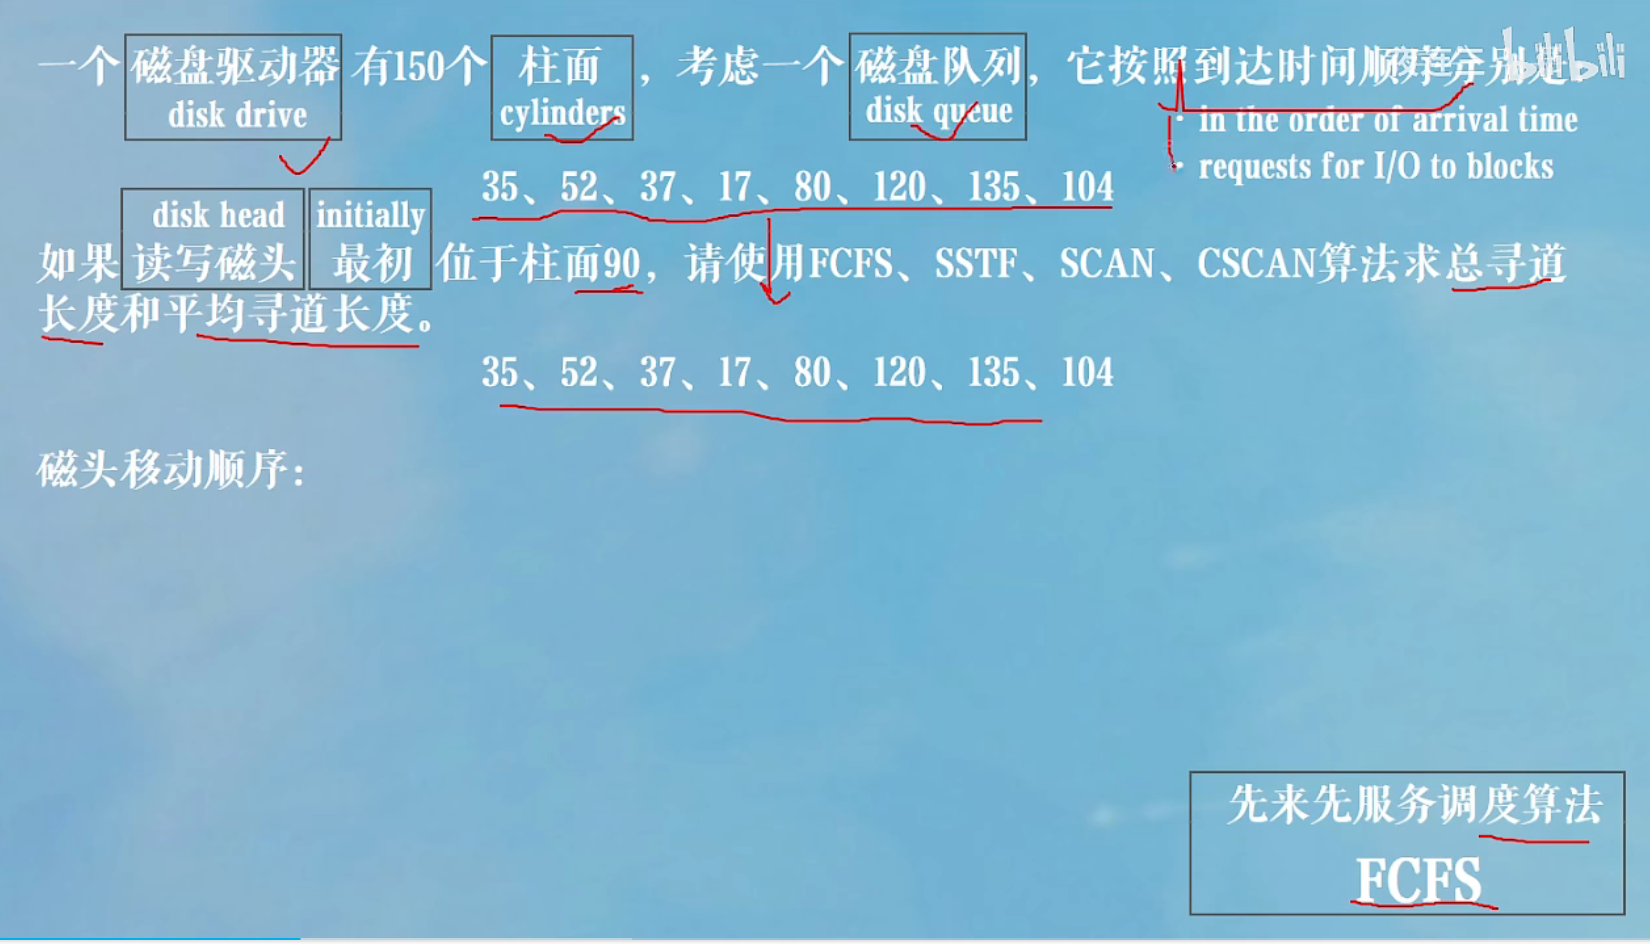 一个 磁盘驱动器 有150个 柱面 ，考虑一个 磁盘队列，它按照到达时间顺序分别是
disk drive cylinders disk queue
· in the order of arrival time
· requests for I/O to blocks
35、52、37、17、80、120、135、104
disk head initially
如果 读写磁头 最初 位于柱面90，请使用FCFS、SSTF、SCAN、CSCAN算法求总寻道
长度和平均寻道长度。
35、52、37、17、80、120、135、104
磁头移动顺序：
先来先服务调度算法
FCFS
bilibili